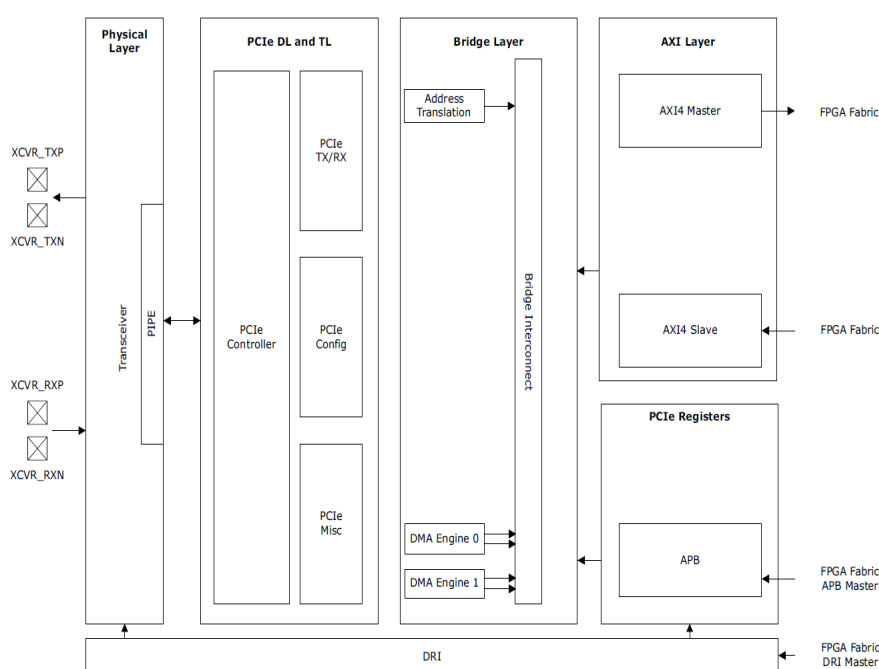 Physical
Layer
PCIe DL and TL
Bridge Layer
AXI Layer
Address
Translation
AXI4 Master
FPGA Fabric
PCIe
TX/RX
XCVR_TXP
XCVR_TXN
Transceiver
PIPE
PCIe
Controller
PCIe
Config
Bridge Interconnect
AXI4 Slave
FPGA Fabric
XCVR_RXP
XCVR_RXN
PCIe Registers
PCIe
Misc
DMA Engine 0
DMA Engine 1
APB
FPGA Fabric
APB Master
DRI
FPGA Fabric
DRI Master